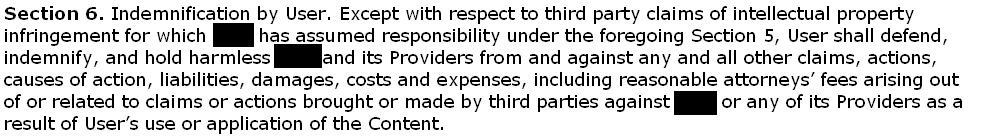 Section 6. Indemnification by User. Except with respect to third party claims of intellectual property
infringement for which has assumed responsibility under the foregoing Section 5, User shall defend,
indemnify, and hold harmless and its Providers from and against any and all other claims, actions,
causes of action, liabilities, damages, costs and expenses, including reasonable attorneys’ fees arising out
of or related to claims or actions brought or made by third parties against or any of its Providers as a
result of User’s use or application of the Content.